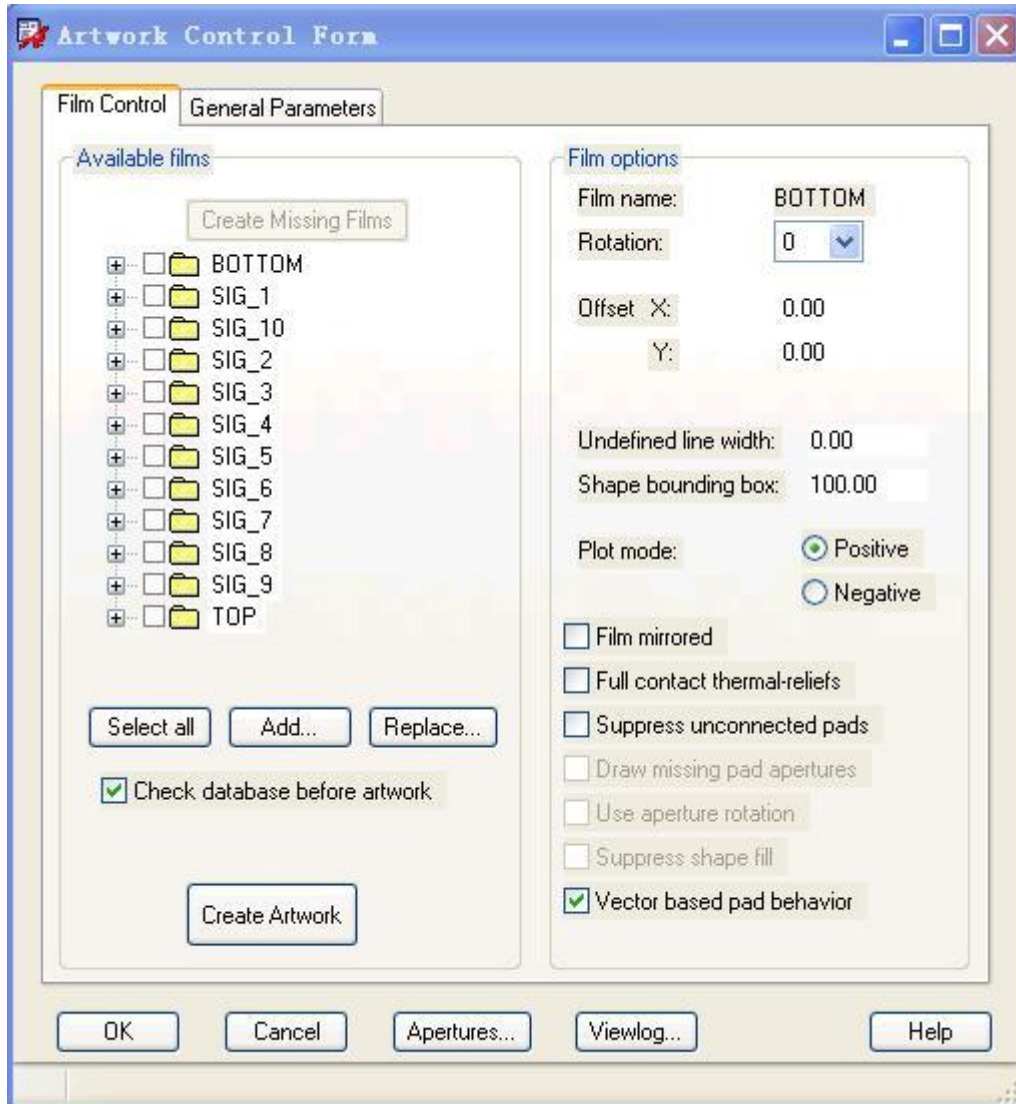 Artwork Control Form
Film Control General Parameters
Available films
Create Missing Films
BOTTOM
SIG_1
SIG_10
SIG_2
SIG_3
SIG_4
SIG_5
SIG_6
SIG_7
SIG_8
SIG_9
TOP
Select all Add... Replace...
Check database before artwork
Create Artwork
Film options
Film name: BOTTOM
Rotation: 0
Offset X: 0.00
Y: 0.00
Undefined line width: 0.00
Shape bounding box: 100.00
Plot mode: Positive
Negative
Film mirrored
Full contact thermal-reliefs
Suppress unconnected pads
Draw missing pad apertures
Use aperture rotation
Suppress shape fill
Vector based pad behavior
OK Cancel Apertures... Viewlog... Help